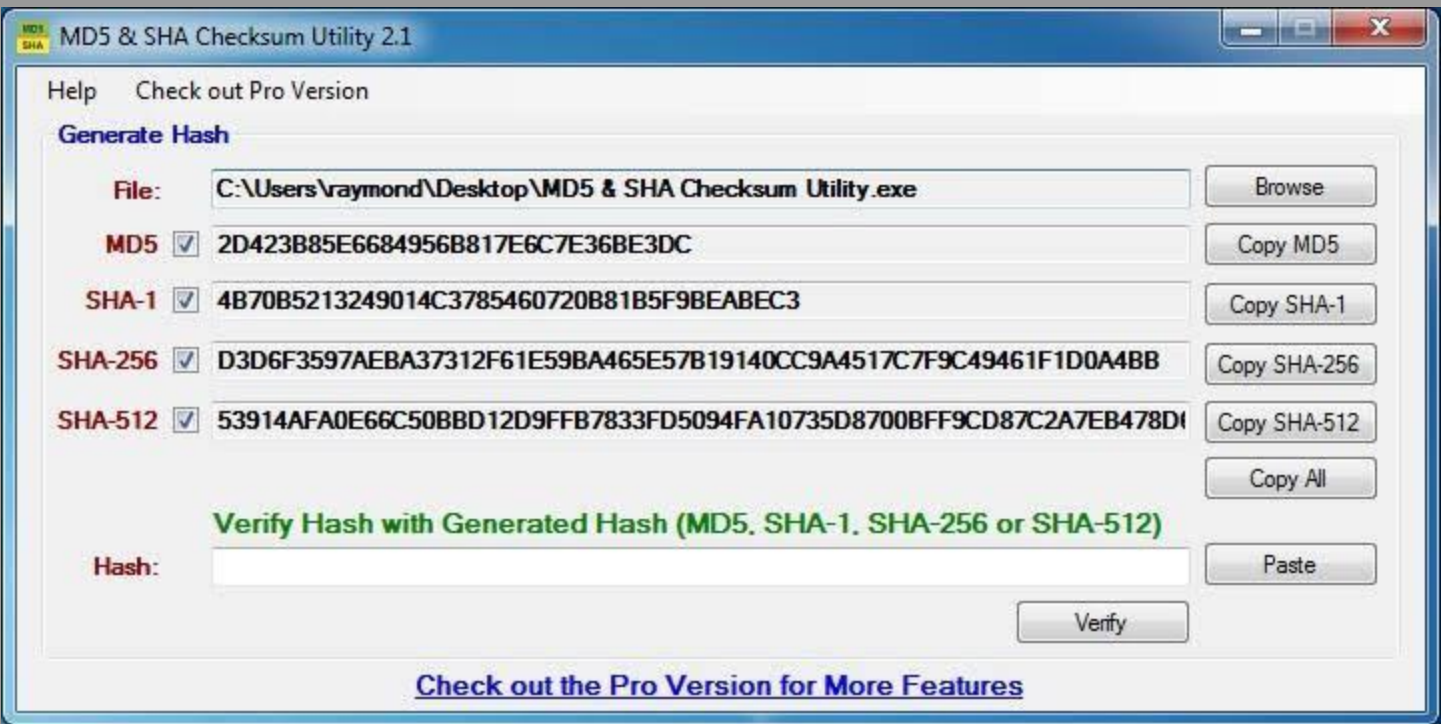 MD5 SHA MD5 & SHA Checksum Utility 2.1
Help Check out Pro Version
Generate Hash
File: C:\Users\raymond\Desktop\MD5 & SHA Checksum Utility.exe Browse
MD5 2D423B85E6684956B817E6C7E36BE3DC Copy MD5
SHA-1 4B70B5213249014C3785460720B81B5F9BEABEC3 Copy SHA-1
SHA-256 D3D6F3597AEBA37312F61E59BA465E57B19140CC9A4517C7F9C49461F1D0A4BB Copy SHA-256
SHA-512 53914AFA0E66C50BBD12D9FFB7833FD5094FA10735D8700BFF9CD87C2A7EB478D Copy SHA-512
Copy All
Verify Hash with Generated Hash (MD5, SHA-1, SHA-256 or SHA-512)
Hash: Paste
Verify
Check out the Pro Version for More Features